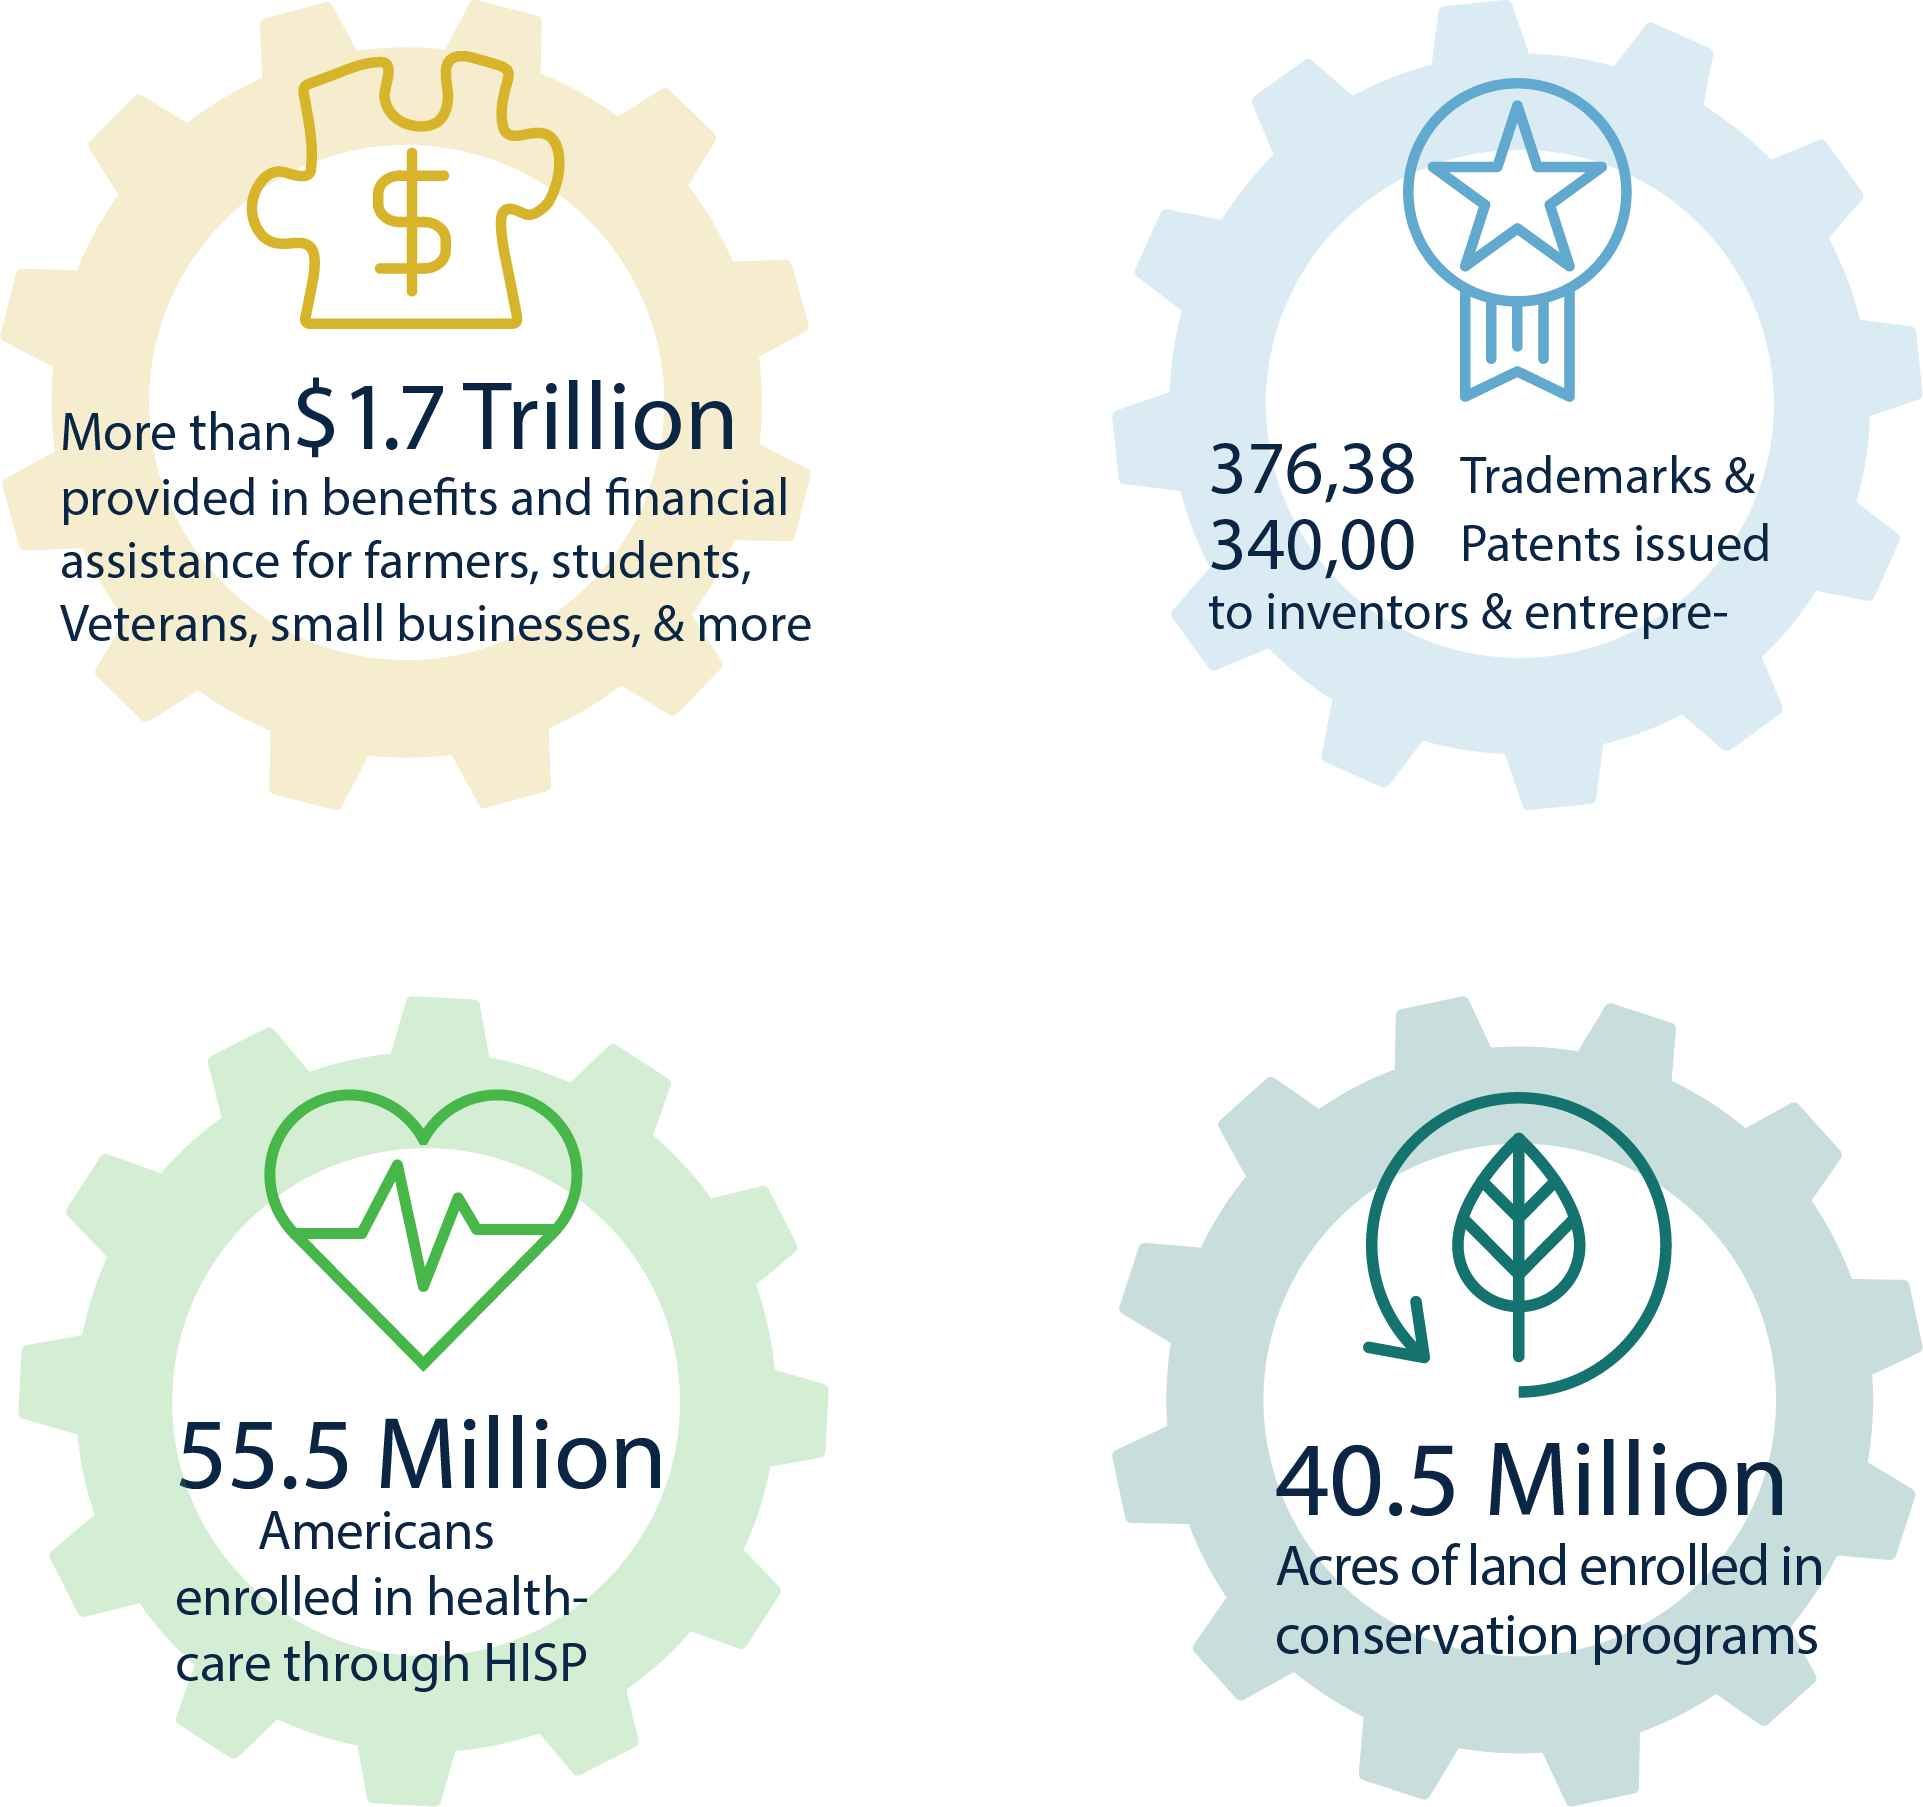 More than $1.7 Trillion
provided in benefits and financial
assistance for farmers, students,
Veterans, small businesses, & more
376,38 Trademarks &
340,00 Patents issued
to inventors & entrepre-
55.5 Million
Americans
enrolled in health-
care through HISP
40.5 Million
Acres of land enrolled in
conservation programs